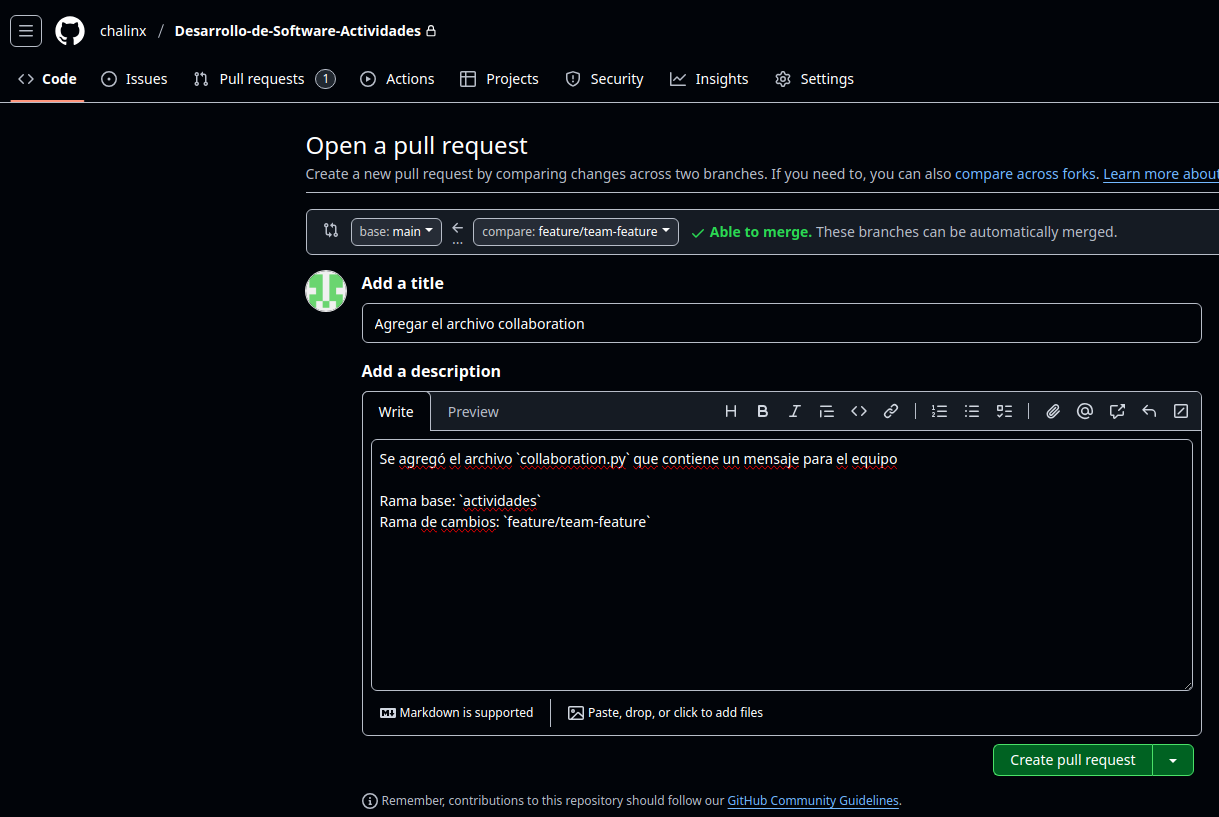 chalinx / Desarrollo-de-Software-Actividades
Code Issues Pull requests 1 Actions Projects Security Insights Settings
Open a pull request
Create a new pull request by comparing changes across two branches. If you need to, you can also compare across forks. Learn more about
base: main ← compare: feature/team-feature Able to merge. These branches can be automatically merged.
...
Add a title
Agregar el archivo collaboration
Add a description
Write Preview H B I
Se agregó el archivo `collaboration.py` que contiene un mensaje para el equipo
Rama base: `actividades`
Rama de cambios: `feature/team-feature`
Markdown is supported Paste, drop, or click to add files
Create pull request
Remember, contributions to this repository should follow our GitHub Community Guidelines.